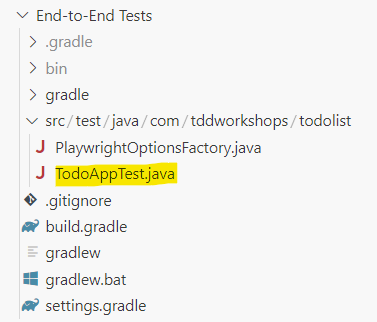 End-to-End Tests
.gradle
bin
gradle
src/test/java/com/tddworkshops/todolist
J PlaywrightOptionsFactory.java
J TodoAppTest.java
.gitignore
build.gradle
gradlew
gradlew.bat
settings.gradle